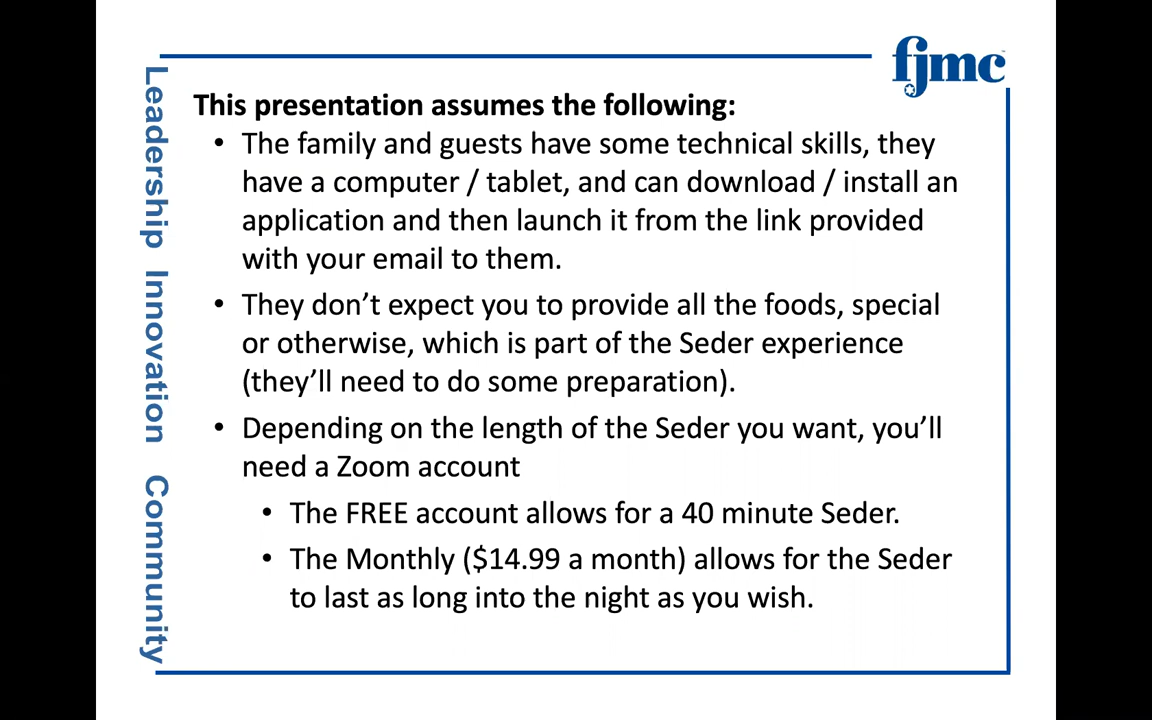 fjmc
Leadership Innovation Community
This presentation assumes the following:
• The family and guests have some technical skills, they
have a computer / tablet, and can download / install an
application and then launch it from the link provided
with your email to them.
• They don’t expect you to provide all the foods, special
or otherwise, which is part of the Seder experience
(they’ll need to do some preparation).
• Depending on the length of the Seder you want, you’ll
need a Zoom account
• The FREE account allows for a 40 minute Seder.
• The Monthly ($14.99 a month) allows for the Seder
to last as long into the night as you wish.